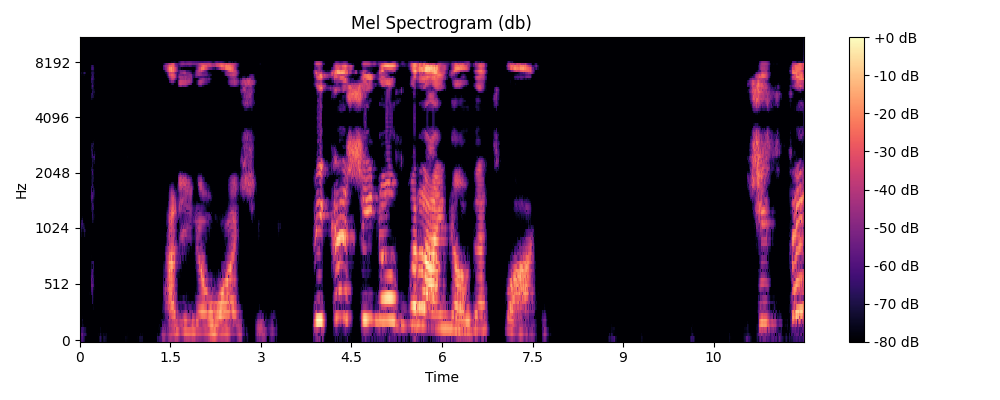 Mel Spectrogram (db)
+0 dB
8192
-10 dB
4096
-20 dB
-30 dB
2048
Hz
-40 dB
1024
-50 dB
-60 dB
512
-70 dB
0
-80 dB
0 1.5 3 4.5 6 7.5 9 10
Time